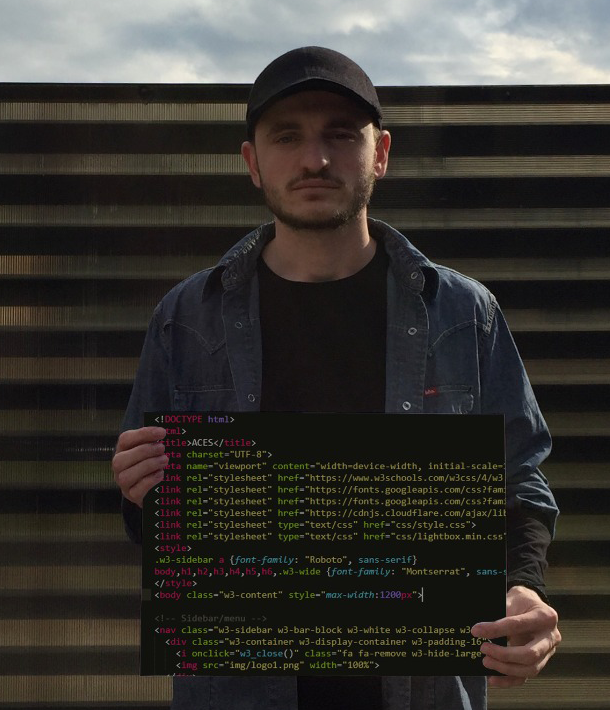 <!DOCTYPE html>
html>
title>ACES</title>
eta charset="UTF-8">
eta name="viewport" content="width=device-width, initial-scale=
link rel="stylesheet" href="https://www.w3schools.com/w3css/4/w3
<link rel="stylesheet" href="https://fonts.googleapis.com/css?fam
<link rel="stylesheet" href="https://fonts.googleapis.com/css?fam
<link rel="stylesheet" href="https://cdnjs.cloudflare.com/ajax/li
<link rel="stylesheet" type="text/css" href="css/style.css">
<link rel="stylesheet" type="text/css" href="css/lightbox.min.css"
<style>
.w3-sidebar a {font-family: "Roboto", sans-serif}
body,h1,h2,h3,h4,h5,h6,.w3-wide {font-family: "Montserrat", sans-s
</style>
<body class="w3-content" style="max-width:1200px">
<!-- Sidebar/menu -->
<nav class="w3-sidebar w3-bar-block w3-white w3-collapse w3
<div class="w3-container w3-display-container w3-padding-16"
<i onclick="w3_close()" class="fa fa-remove w3-hide-large
<img src="img/logo1.png" width="100%">